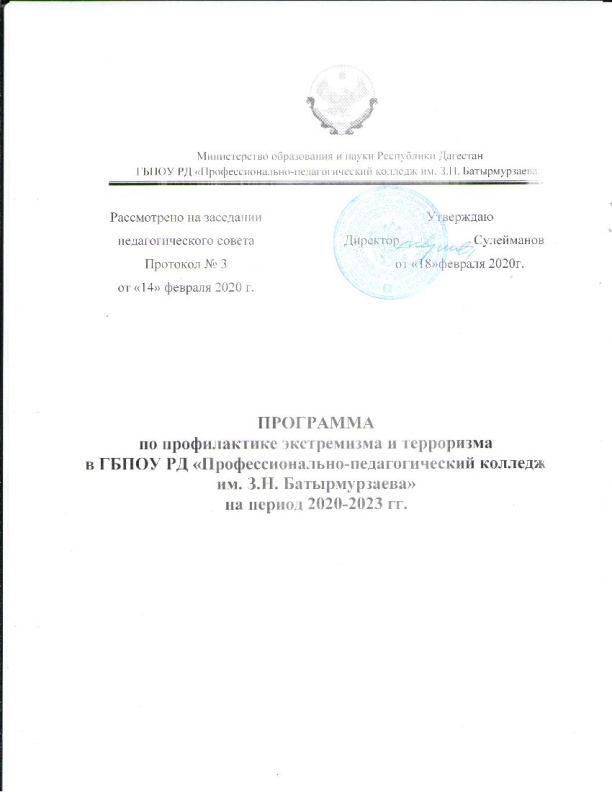 Министерство образования и науки Республики Дагестан
ГБПОУ РД «Профессионально-педагогический колледж им. З.Н. Батырмурзаева»
Рассмотрено на заседании
педагогического совета
Протокол № 3
от «14» февраля 2020 г.
Утверждаю
Директор Сулейманов
от «18»февраля 2020г.
ПРОГРАММА
по профилактике экстремизма и терроризма
в ГБПОУ РД «Профессионально-педагогический колледж
им. З.Н. Батырмурзаева»
на период 2020-2023 гг.